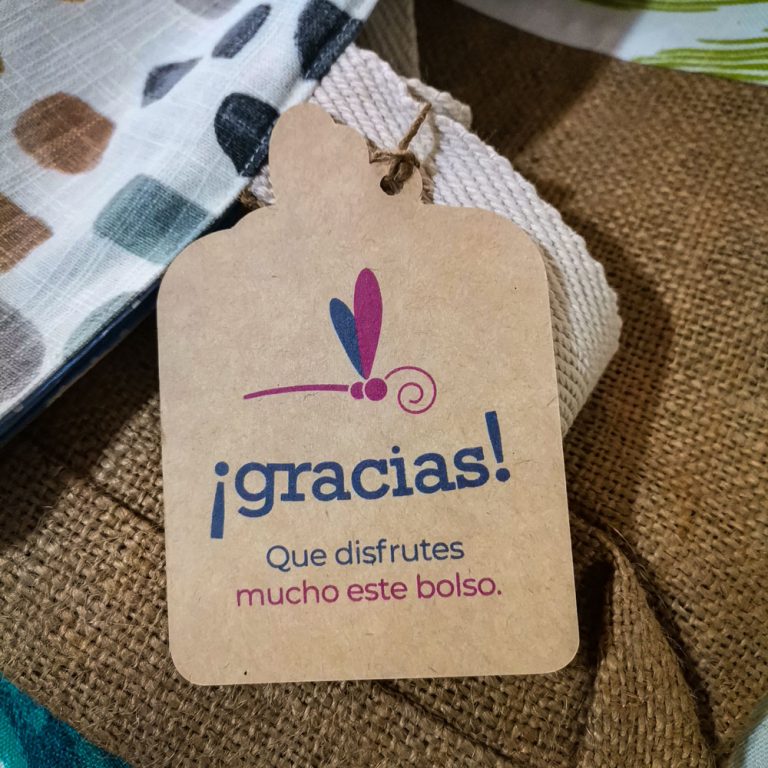 ¡gracias!
Que disfrutes
mucho este bolso.